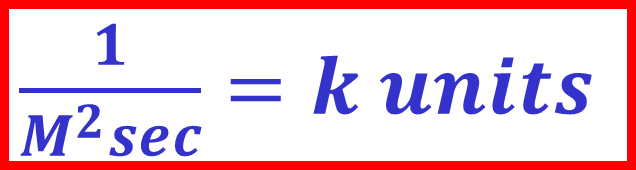 1
M²sec = k units